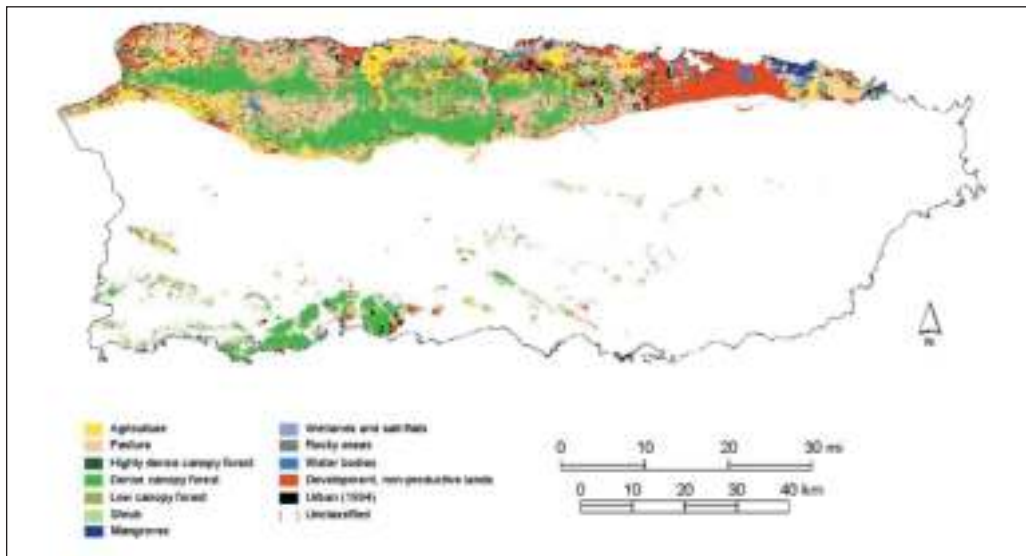 N
Agriculture
Pasture
Highly dense canopy forest
Dense canopy forest
Low canopy forest
Shrub
Mangroves
Wetlands and salt flats
Rocky areas
Water bodies
Development, non-productive lands
Urban (1994)
Unclassified
0 10 20 30 mi
0 10 20 30 40 km